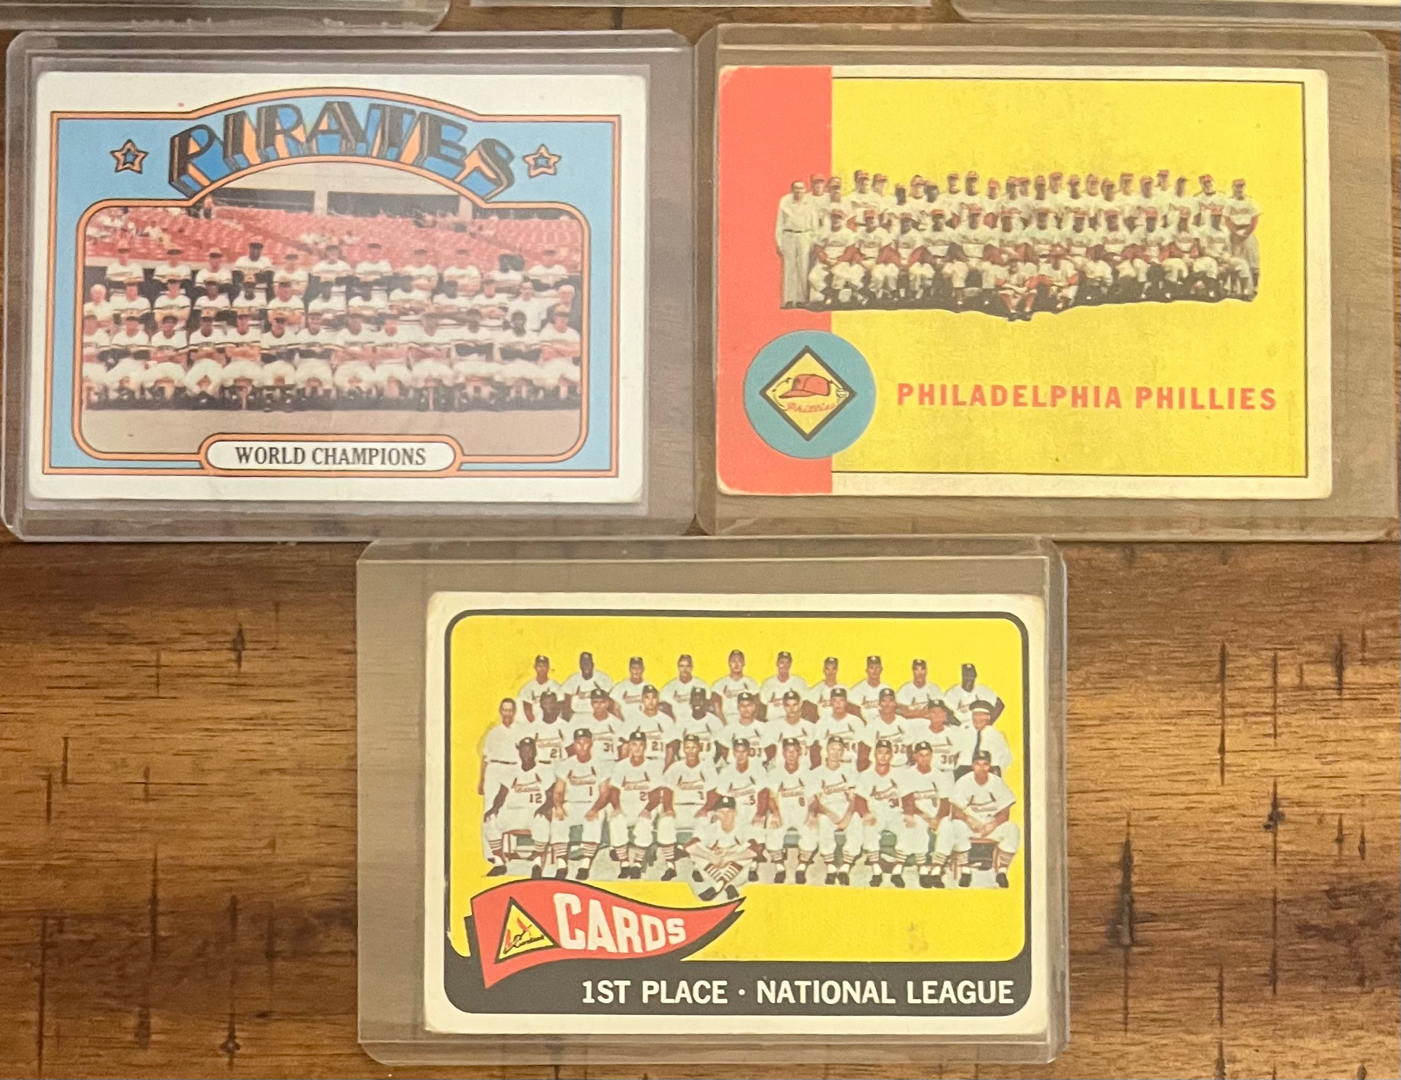 PIRATES
WORLD CHAMPIONS
PHILADELPHIA PHILLIES
CARDS
1ST PLACE · NATIONAL LEAGUE